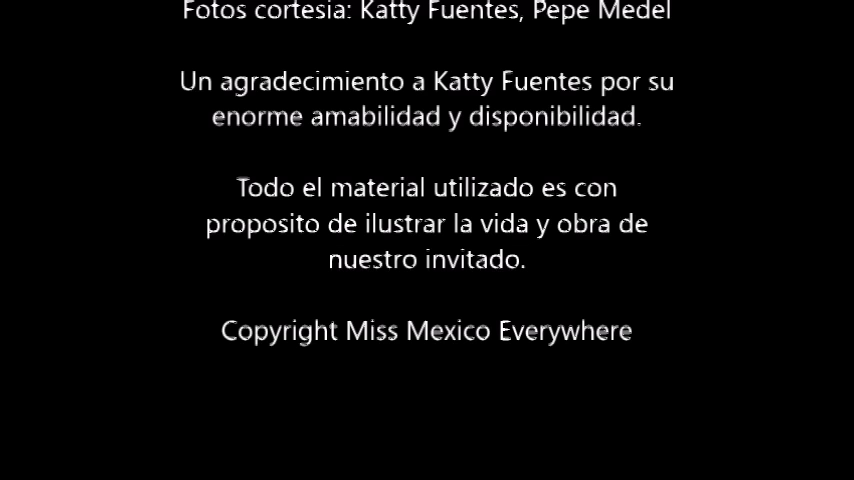 Fotos cortesia: Katty Fuentes, Pepe Medel
Un agradecimiento a Katty Fuentes por su
enorme amabilidad y disponibilidad.
Todo el material utilizado es con
proposito de ilustrar la vida y obra de
nuestro invitado.
Copyright Miss Mexico Everywhere